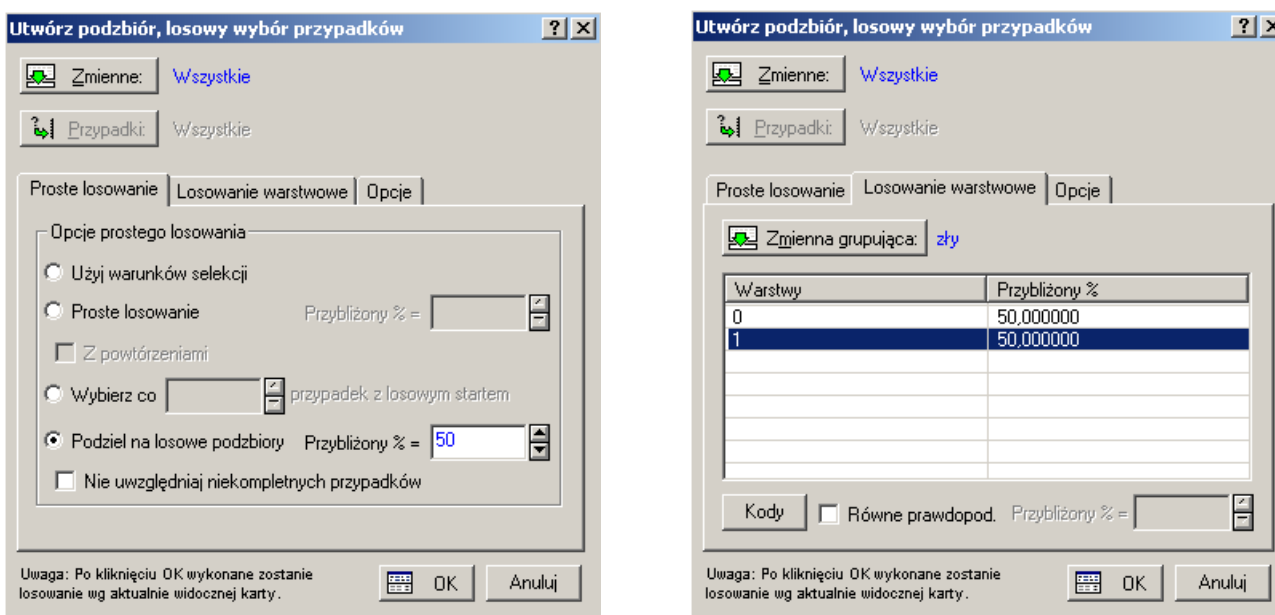 Utwórz podzbiór, losowy wybór przypadków
Zmienne: Wszystkie
Przypadki: Wszystkie
Proste losowanie Losowanie warstwowe Opcje
Opcje prostego losowania
Użyj warunków selekcji
Proste losowanie Przybliżony % =
Z powtórzeniami
Wybierz co przypadek z losowym startem
Podziel na losowe podzbiory Przybliżony % = 50
Nie uwzględniaj niekompletnych przypadków
Uwaga: Po kliknięciu OK wykonane zostanie
losowanie wg aktualnie widocznej karty.
OK Anuluj
Utwórz podzbiór, losowy wybór przypadków
Zmienne: Wszystkie
Przypadki: Wszystkie
Proste losowanie Losowanie warstwowe Opcje
Zmienna grupująca: zły
Warstwy Przybliżony %
0 50,000000
1 50,000000
Kody Równe prawdopod. Przybliżony % =
Uwaga: Po kliknięciu OK wykonane zostanie
losowanie wg aktualnie widocznej karty.
OK Anuluj